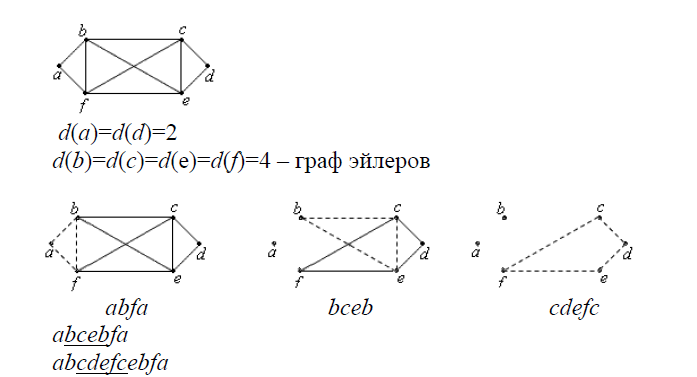 b c
a d
f e
d(a)=d(d)=2
d(b)=d(c)=d(e)=d(f)=4 – граф эйлеров
b c b c b c
a d a d a d
f e f e f e
abfa bceb cdefc
abcebfa
abcdefcebfa